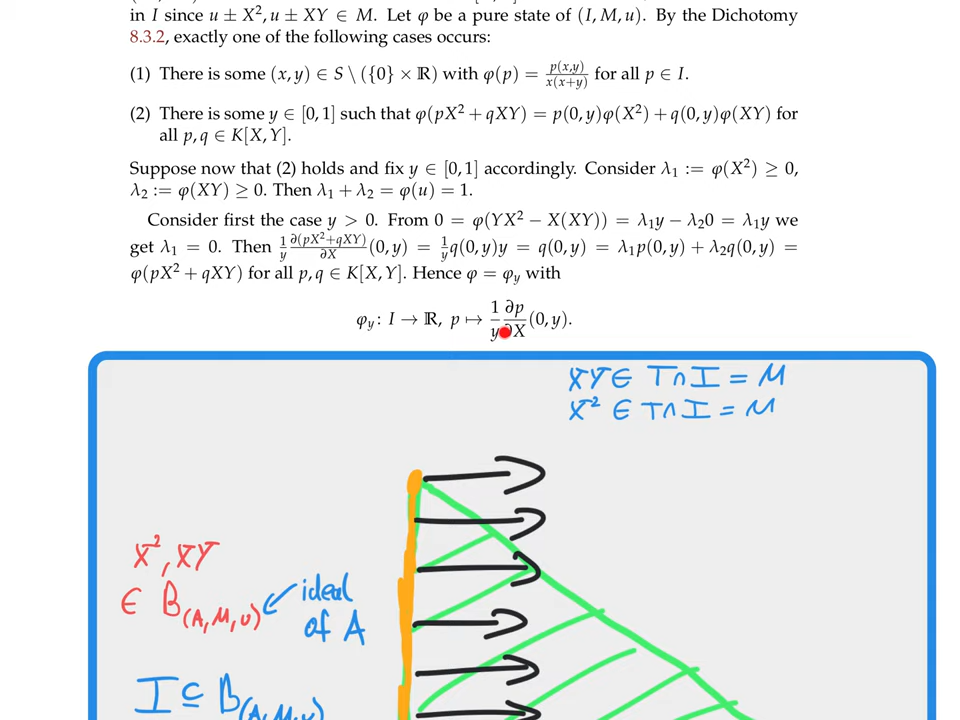 in I since u ± X², u ± XY ∈ M. Let φ be a pure state of (I, M, u). By the Dichotomy
8.3.2, exactly one of the following cases occurs:
(1) There is some (x, y) ∈ S \ ({0} × ℝ) with φ(p) = p(x,y)/x(x+y) for all p ∈ I.
(2) There is some y ∈ [0, 1] such that φ(pX² + qXY) = p(0, y)φ(X²) + q(0, y)φ(XY) for
all p, q ∈ K[X, Y].
Suppose now that (2) holds and fix y ∈ [0, 1] accordingly. Consider λ₁ := φ(X²) ≥ 0,
λ₂ := φ(XY) ≥ 0. Then λ₁ + λ₂ = φ(u) = 1.
Consider first the case y > 0. From 0 = φ(YX² − X(XY)) = λ₁y − λ₂0 = λ₁y we
get λ₁ = 0. Then 1/y ∂(pX²+qXY)/∂X (0, y) = 1/y q(0, y)y = q(0, y) = λ₁p(0, y) + λ₂q(0, y) =
φ(pX² + qXY) for all p, q ∈ K[X, Y]. Hence φ = φ_y with
φ_y : I → ℝ, p ↦ 1/y ∂p/∂X (0, y).
XY ∈ T∩I = M
X² ∈ T∩I = M
X², XY
∈ B_(A,M,u)
ideal
of A
I ⊆ B_(A,M,u)